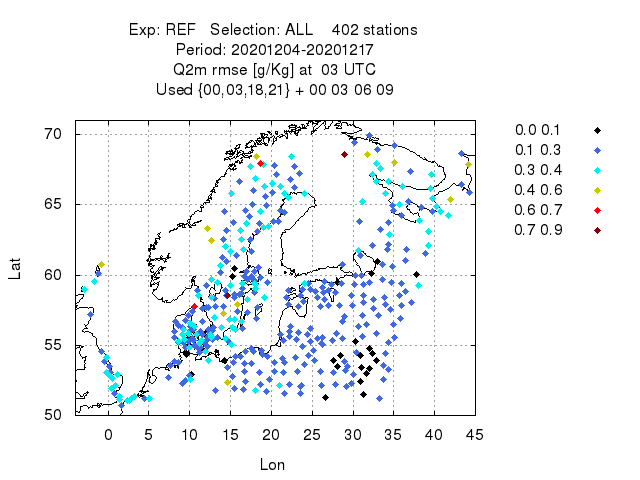 Exp: REF   Selection: ALL    402 stations
Period: 20201204-20201217
Q2m rmse [g/Kg] at  03 UTC
Used {00,03,18,21} + 00 03 06 09
70
65
60
55
50
0 5 10 15 20 25 30 35 40 45
Lat
Lon
0.0 0.1
0.1 0.3
0.3 0.4
0.4 0.6
0.6 0.7
0.7 0.9